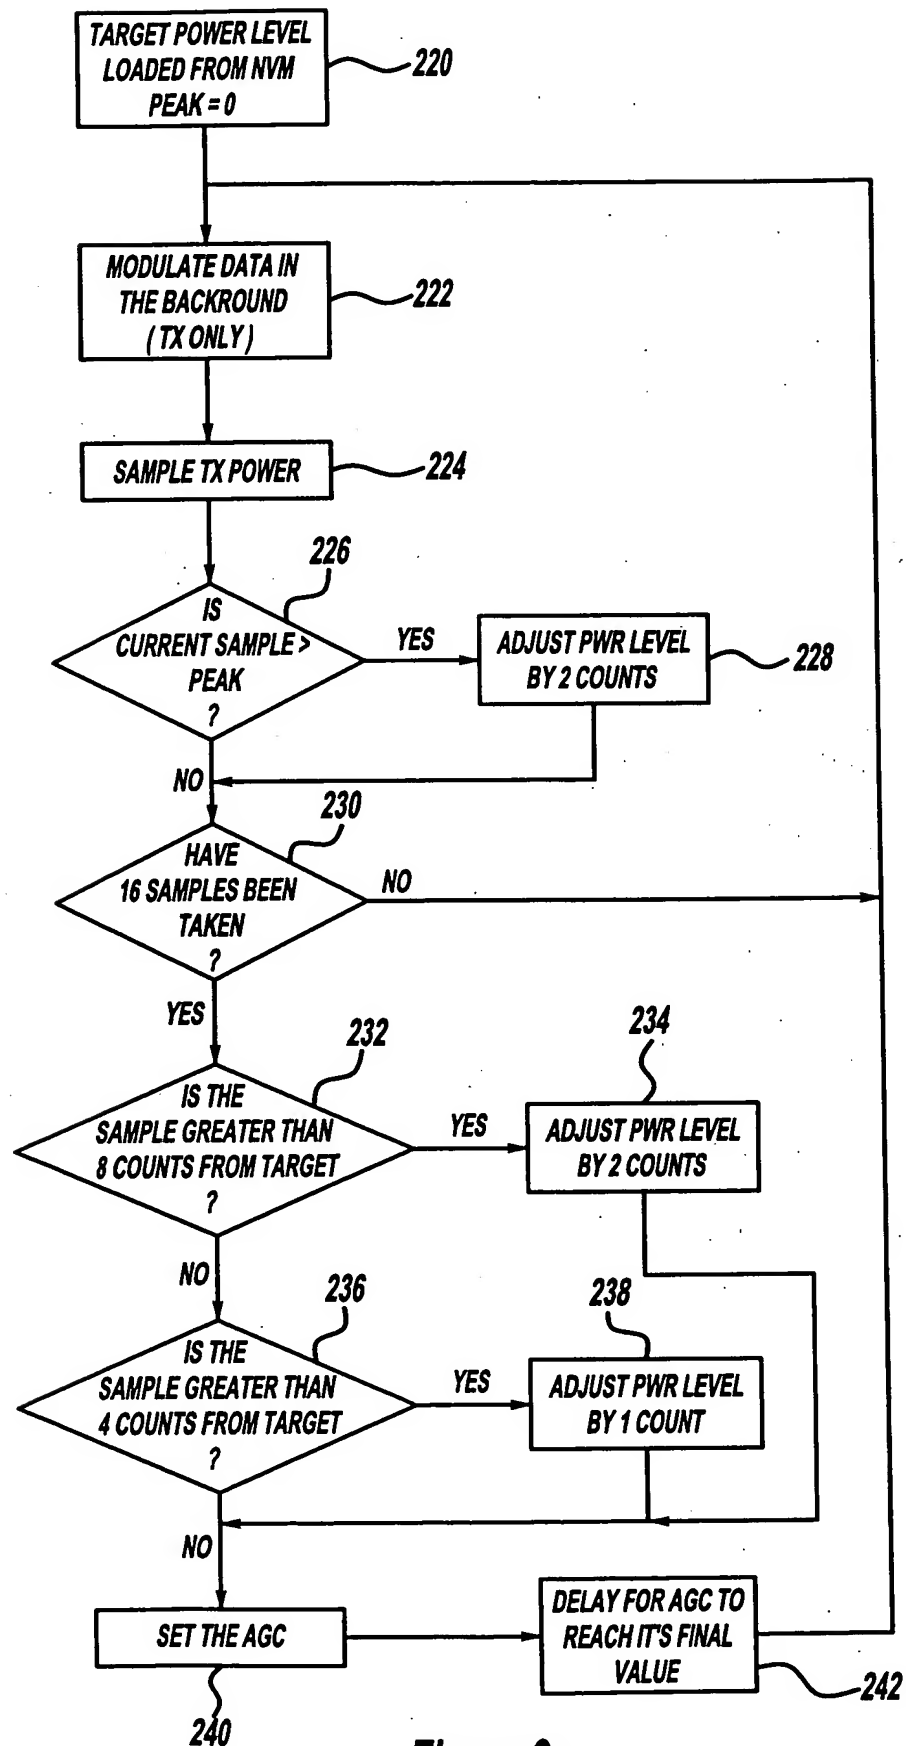 TARGET POWER LEVEL
LOADED FROM NVM
PEAK = 0
220
MODULATE DATA IN
THE BACKROUND
( TX ONLY )
222
SAMPLE TX POWER
224
226
IS
CURRENT SAMPLE >
PEAK
?
YES
ADJUST PWR LEVEL
BY 2 COUNTS
228
NO
230
HAVE
16 SAMPLES BEEN
TAKEN
?
NO
YES
232
IS THE
SAMPLE GREATER THAN
8 COUNTS FROM TARGET
?
YES
234
ADJUST PWR LEVEL
BY 2 COUNTS
NO
236
IS THE
SAMPLE GREATER THAN
4 COUNTS FROM TARGET
?
YES
238
ADJUST PWR LEVEL
BY 1 COUNT
NO
SET THE AGC
240
DELAY FOR AGC TO
REACH IT'S FINAL
VALUE
242